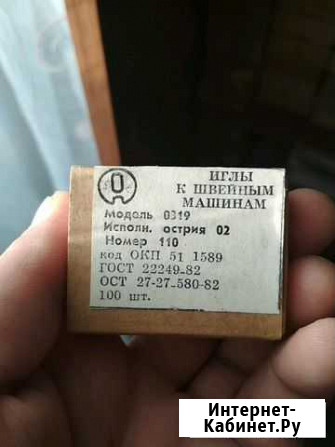 ИГЛЫ
К ШВЕЙНЫМ
МАШИНАМ
Модель 0319
Исполн. острия 02
Номер 110
код ОКП 51 1589
ГОСТ 22249-82
ОСТ 27-27-580-82
100 шт.
Интернет-
Кабинет.Ру